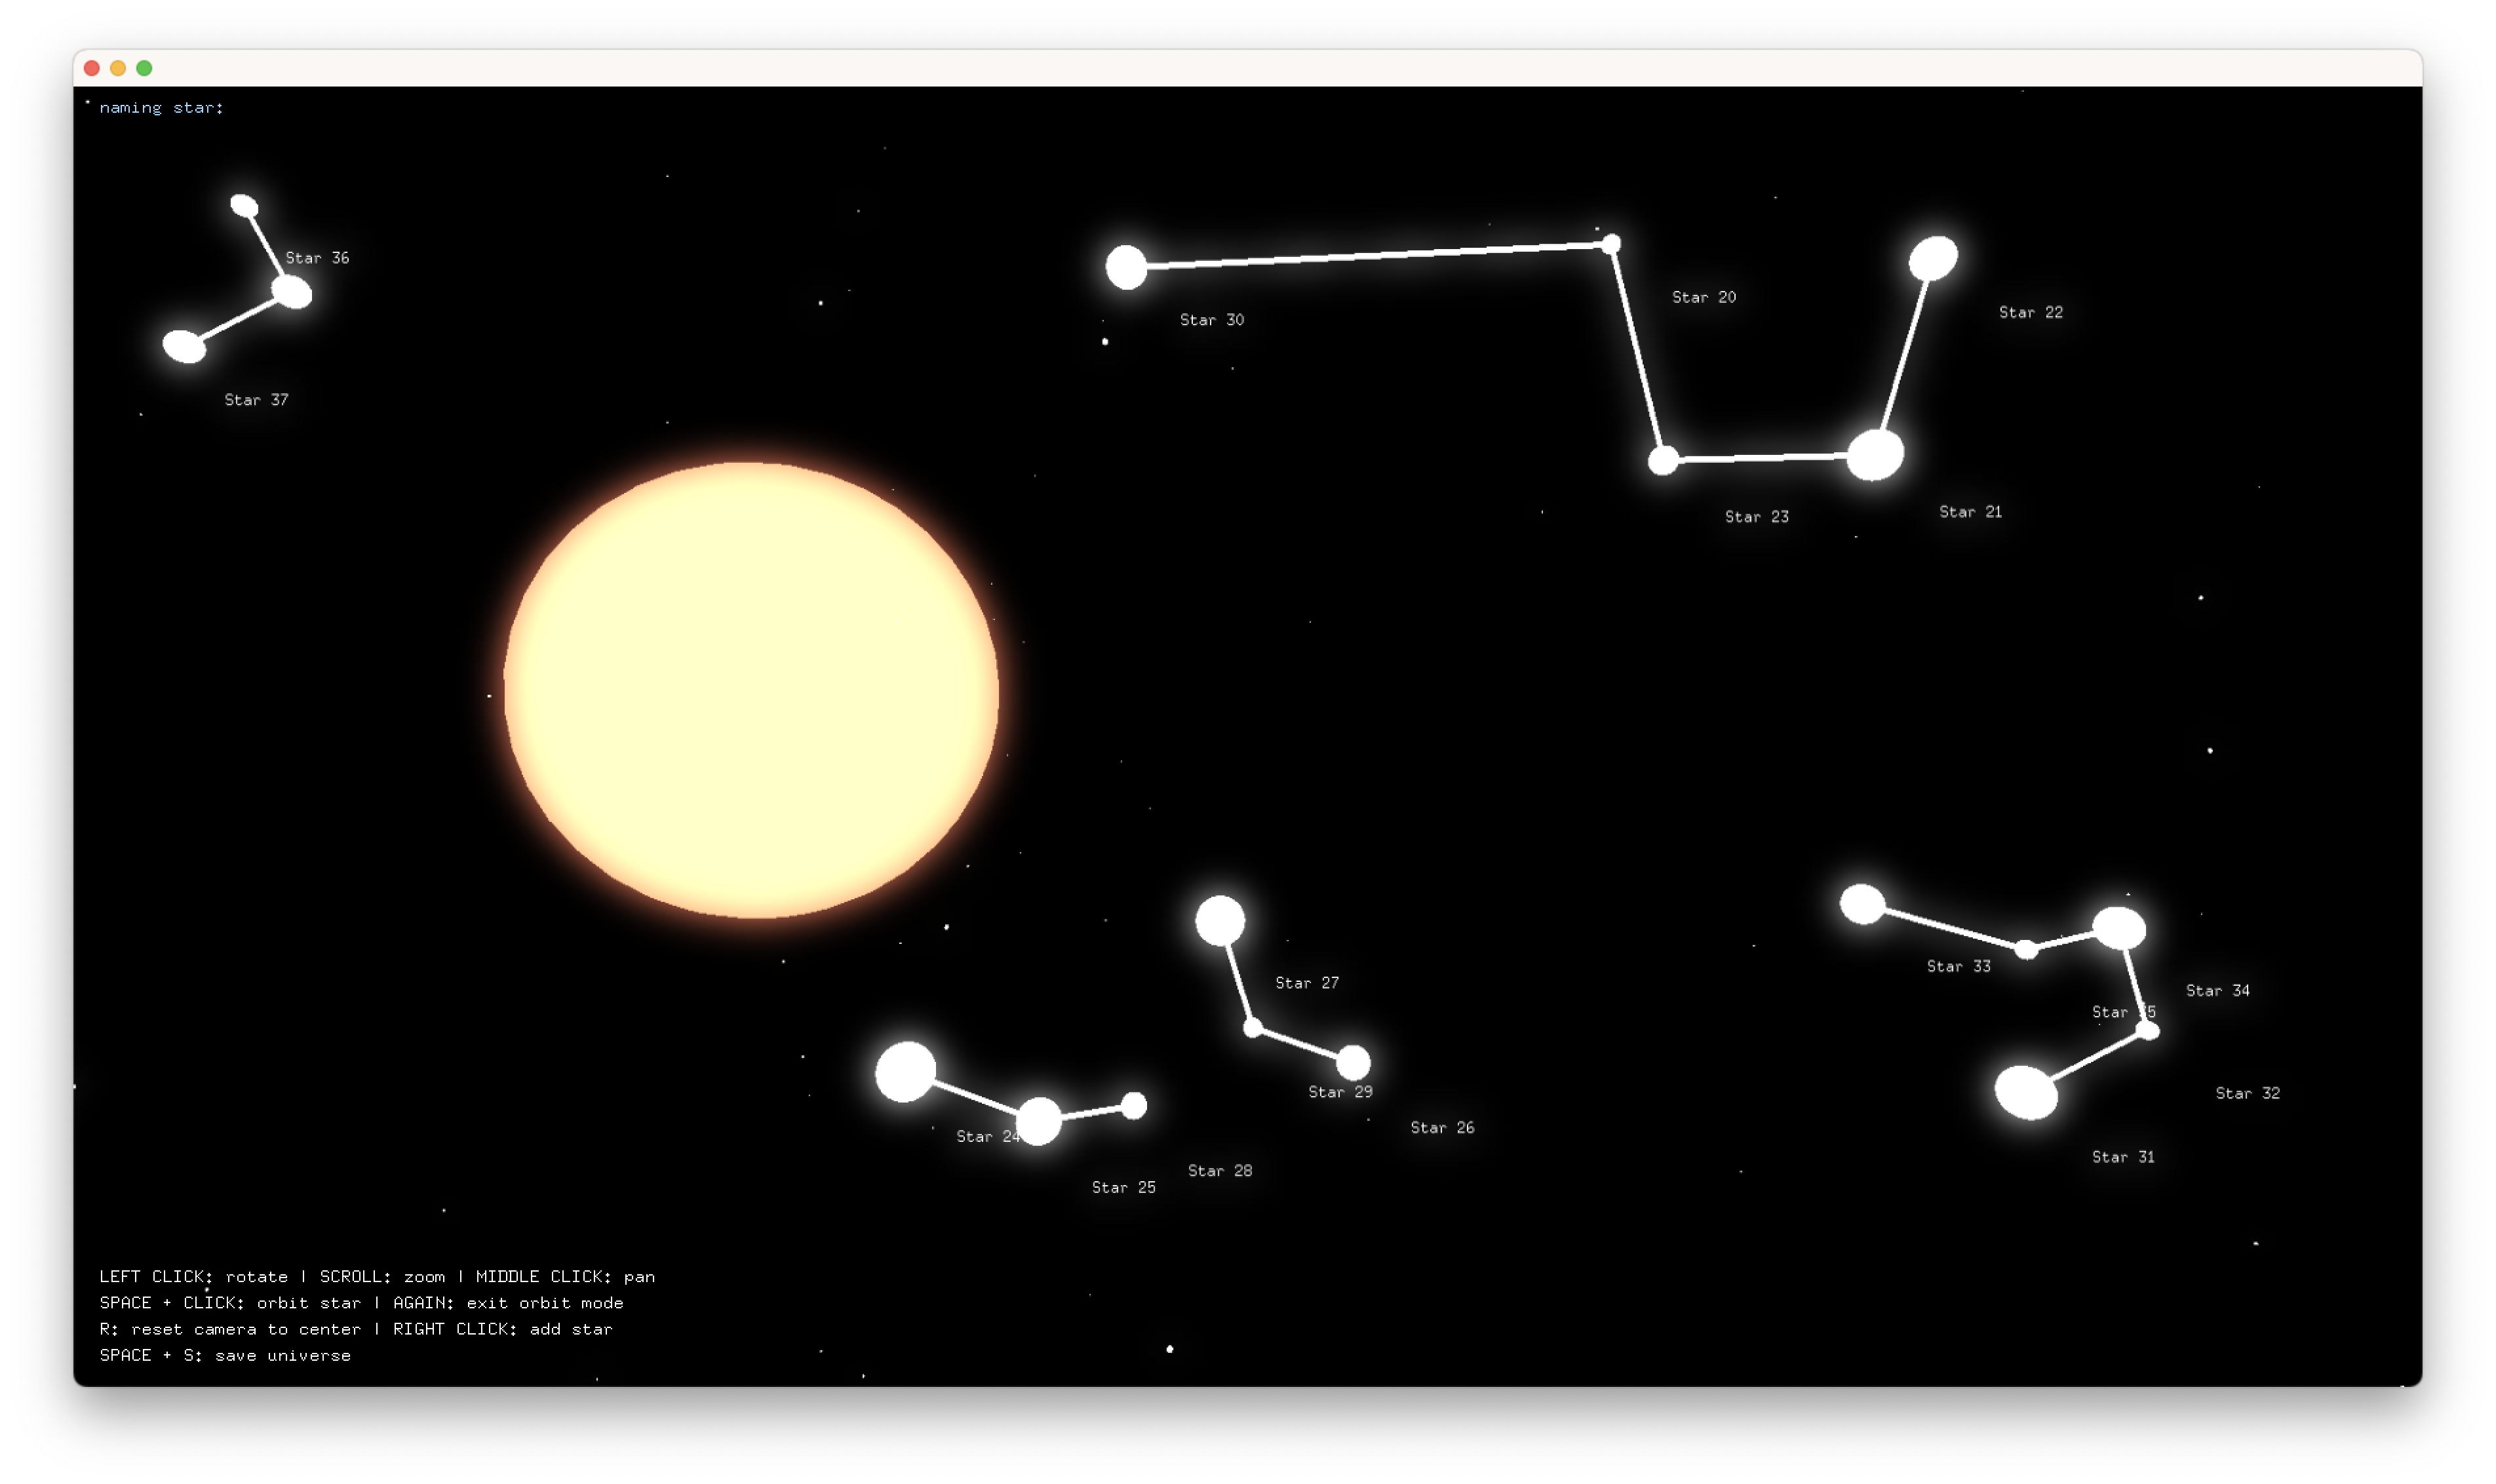 naming star:
Star 36
Star 20
Star 22
Star 30
Star 37
Star 21
Star 23
Star 33
Star 27
Star 34
Star 35
Star 29
Star 32
Star 26
Star 24
Star 31
Star 28
Star 25
LEFT CLICK: rotate | SCROLL: zoom | MIDDLE CLICK: pan
SPACE + CLICK: orbit star | AGAIN: exit orbit mode
R: reset camera to center | RIGHT CLICK: add star
SPACE + S: save universe